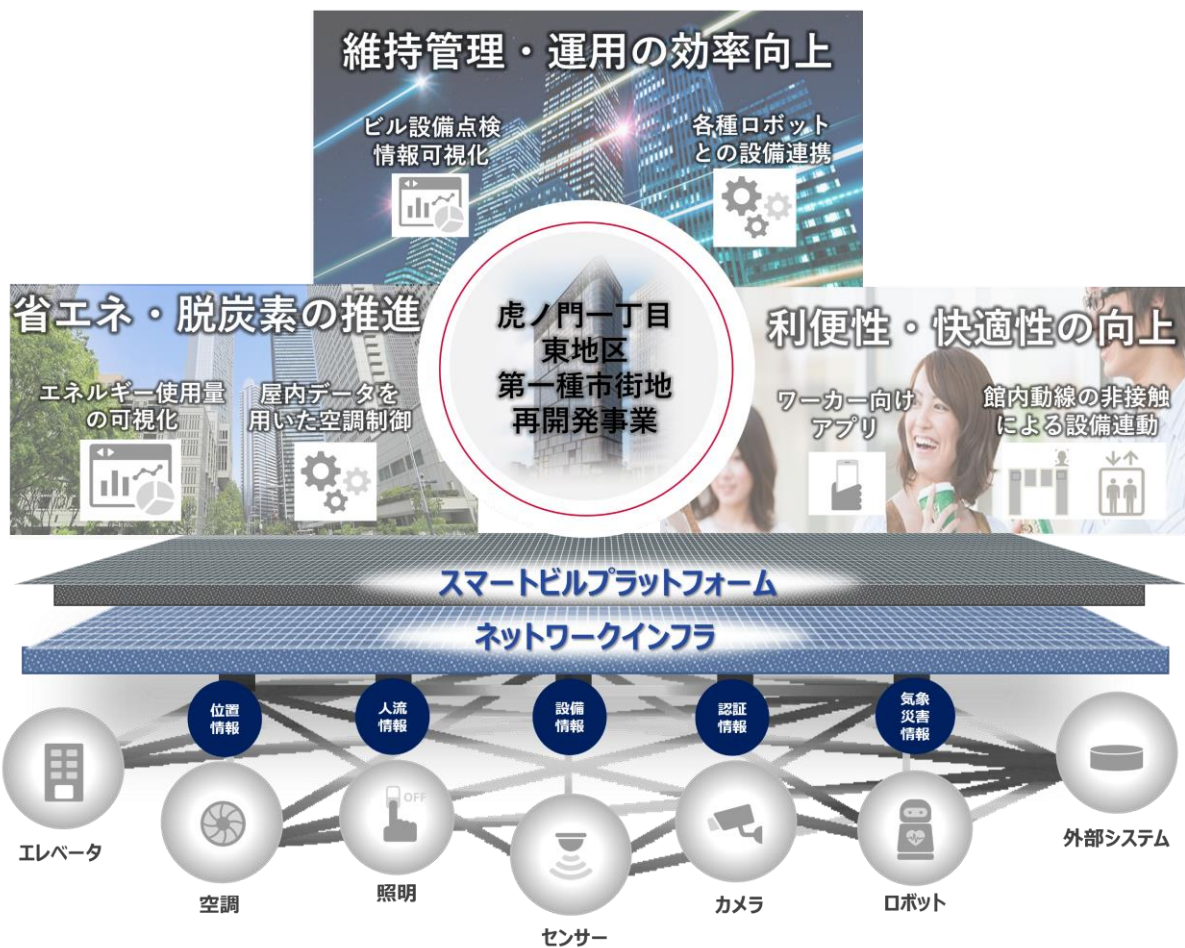 維持管理・運用の効率向上
ビル設備点検
情報可視化
各種ロボット
との設備連携
省エネ・脱炭素の推進
エネルギー使用量
の可視化
屋内データを
用いた空調制御
虎ノ門一丁目
東地区
第一種市街地
再開発事業
利便性・快適性の向上
ワーカー向け
アプリ
館内動線の非接触
による設備連動
スマートビルプラットフォーム
ネットワークインフラ
位置
情報
人流
情報
設備
情報
認証
情報
気象
災害
情報
エレベータ
空調
OFF
照明
センサー
カメラ
ロボット
外部システム